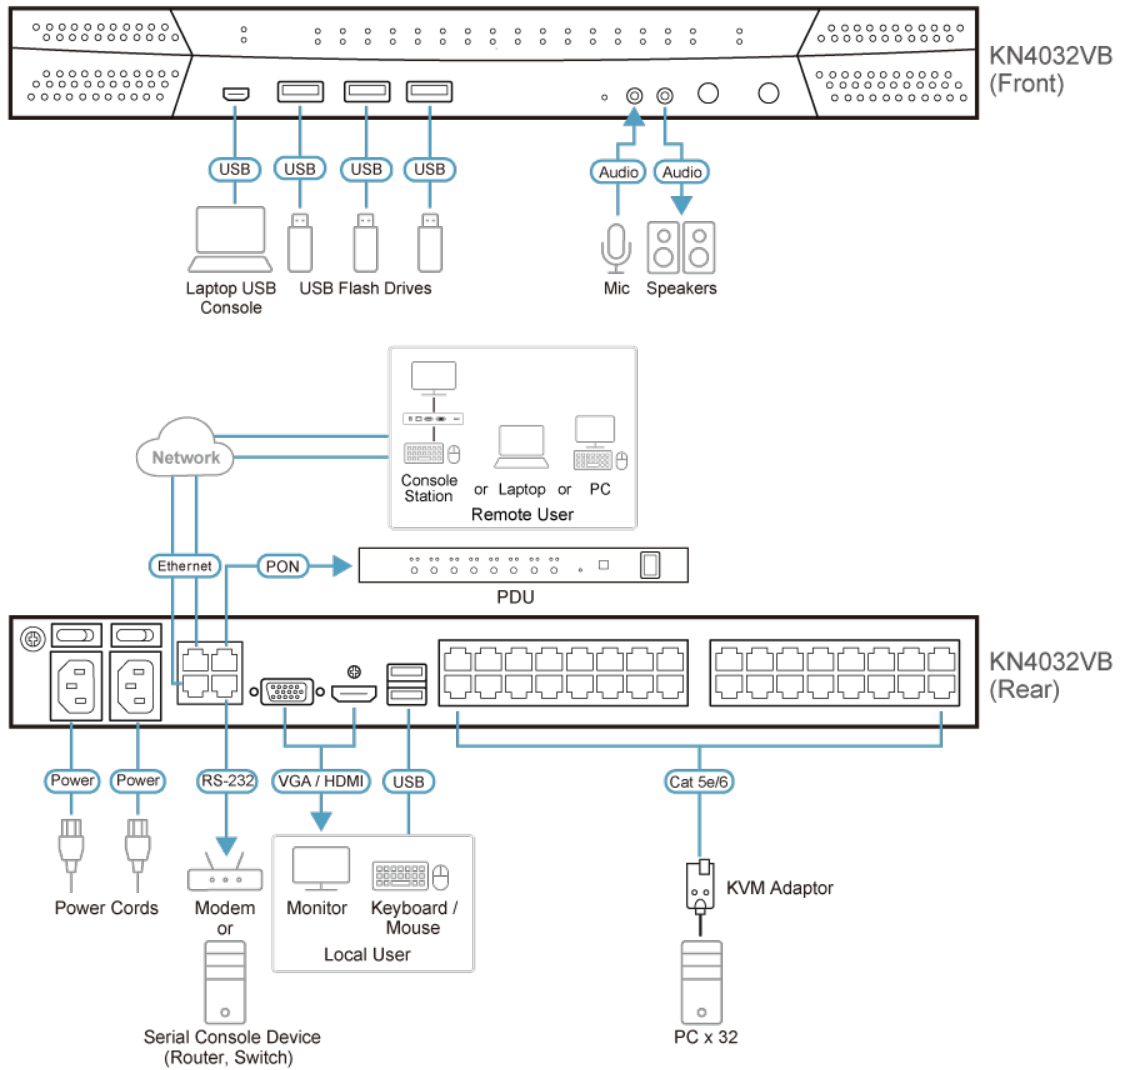 KN4032VB
(Front)
USB
USB
USB
USB
Audio
Audio
Laptop USB
Console
USB Flash Drives
Mic
Speakers
Network
Console
Station
or
Laptop
or
PC
Remote User
Ethernet
PON
PDU
KN4032VB
(Rear)
Power
Power
RS-232
VGA / HDMI
USB
Cat 5e/6
Power Cords
Modem
or
Monitor
Keyboard /
Mouse
Local User
KVM Adaptor
Serial Console Device
(Router, Switch)
PC x 32